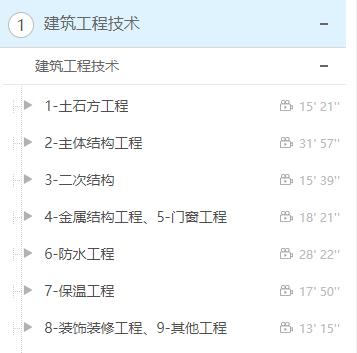 1 建筑工程技术 −
建筑工程技术 −
1-土石方工程 15' 21''
2-主体结构工程 31' 57''
3-二次结构 15' 39''
4-金属结构工程、5-门窗工程 18' 21''
6-防水工程 28' 22''
7-保温工程 17' 50''
8-装饰装修工程、9-其他工程 13' 15''